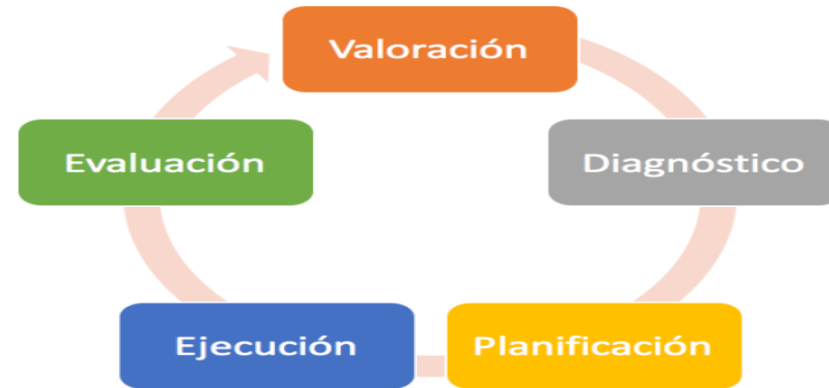 Valoración
Diagnóstico
Planificación
Ejecución
Evaluación